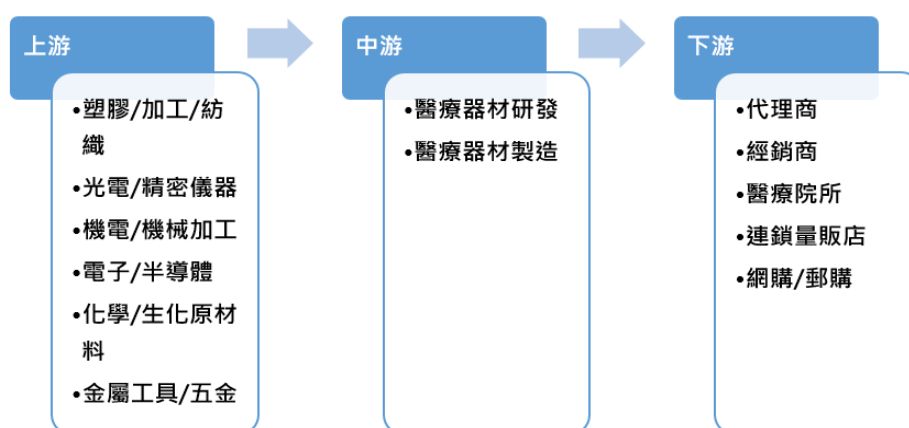 上游
•塑膠/加工/紡
織
•光電/精密儀器
•機電/機械加工
•電子/半導體
•化學/生化原材
料
•金屬工具/五金
中游
•醫療器材研發
•醫療器材製造
下游
•代理商
•經銷商
•醫療院所
•連鎖量販店
•網購/郵購